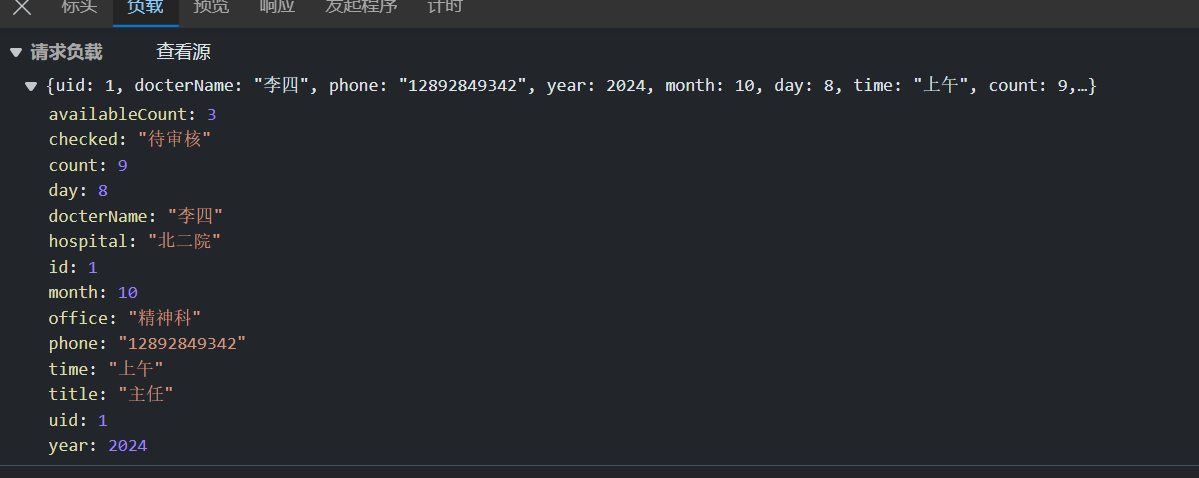 标头 负载 预览 响应 发起程序 计时
请求负载 查看源
{uid: 1, docterName: "李四", phone: "12892849342", year: 2024, month: 10, day: 8, time: "上午", count: 9,…}
availableCount: 3
checked: "待审核"
count: 9
day: 8
docterName: "李四"
hospital: "北二院"
id: 1
month: 10
office: "精神科"
phone: "12892849342"
time: "上午"
title: "主任"
uid: 1
year: 2024